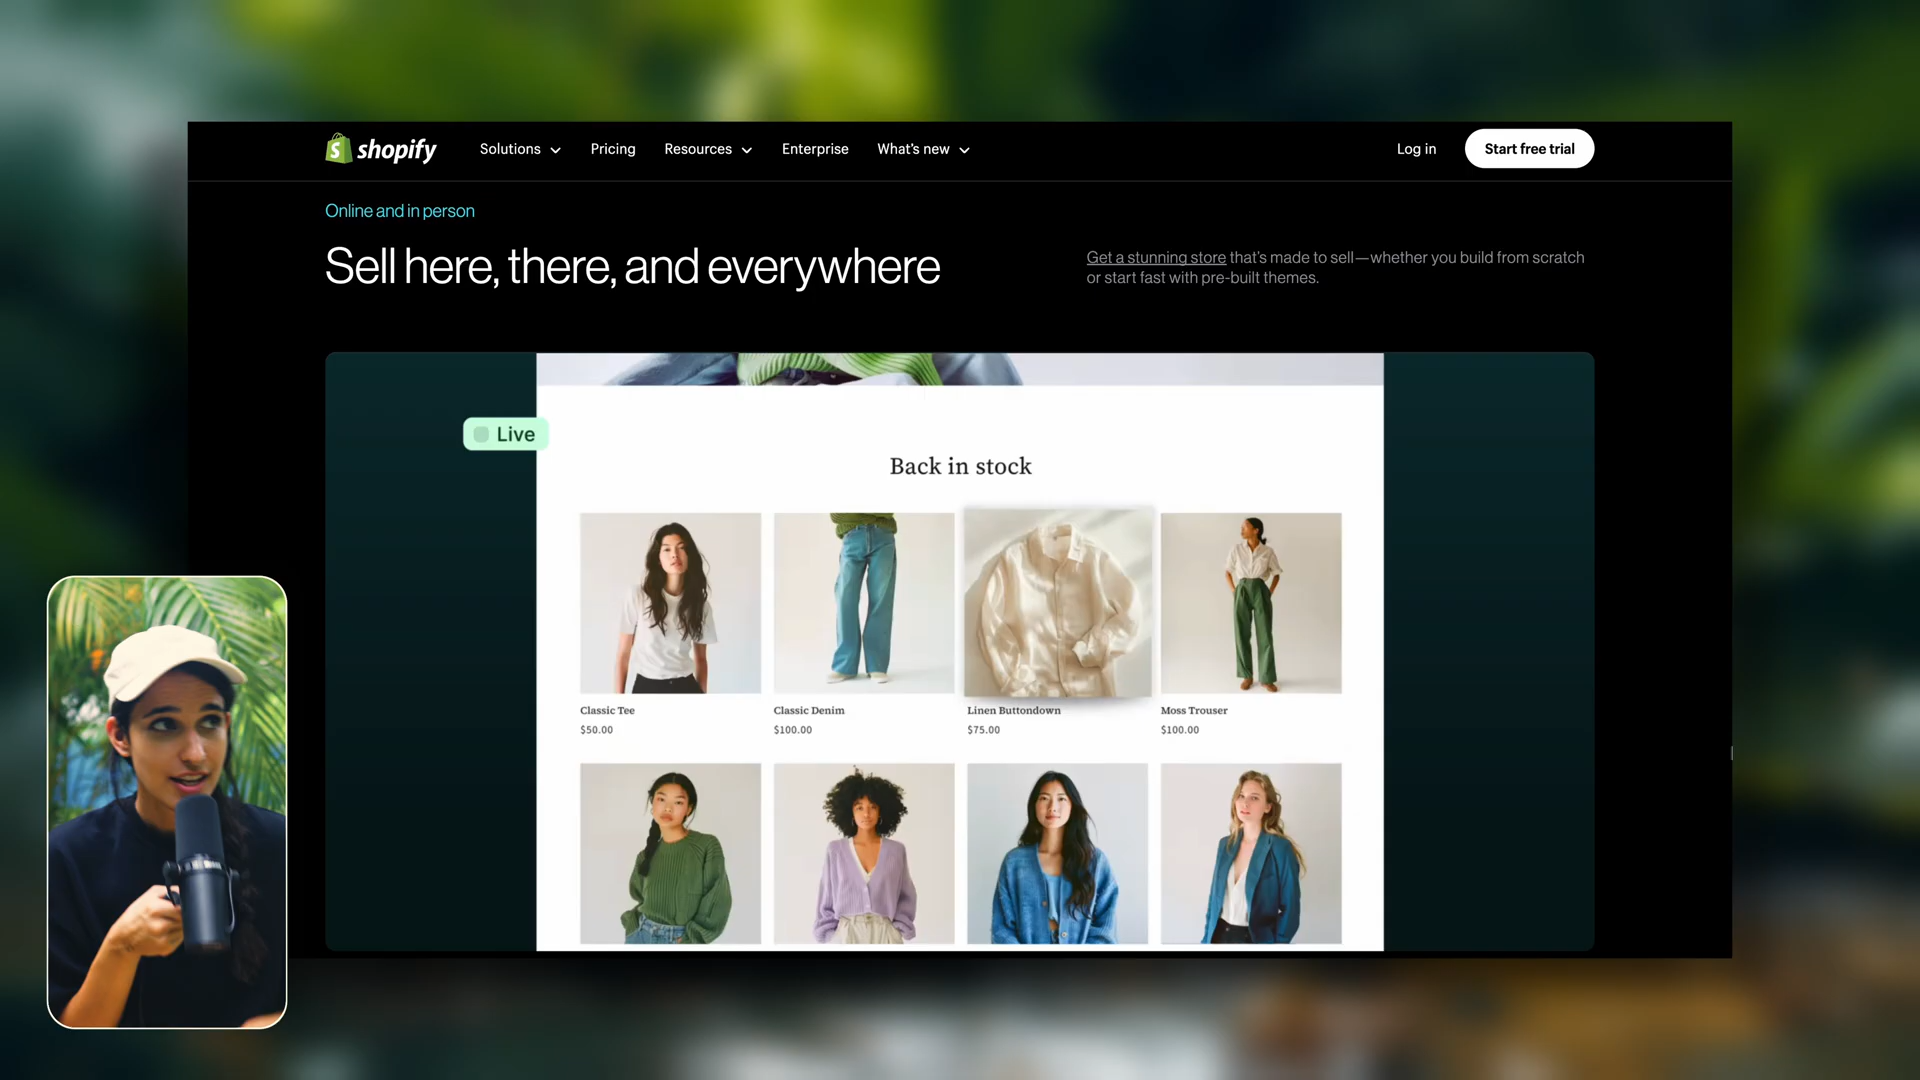 shopify
Solutions
Pricing
Resources
Enterprise
What's new
Log in
Start free trial
Online and in person
Sell here, there, and everywhere
Get a stunning store that's made to sell—whether you build from scratch
or start fast with pre-built themes.
Live
Back in stock
Classic Tee
$50.00
Classic Denim
$100.00
Linen Buttondown
$75.00
Moss Trouser
$100.00